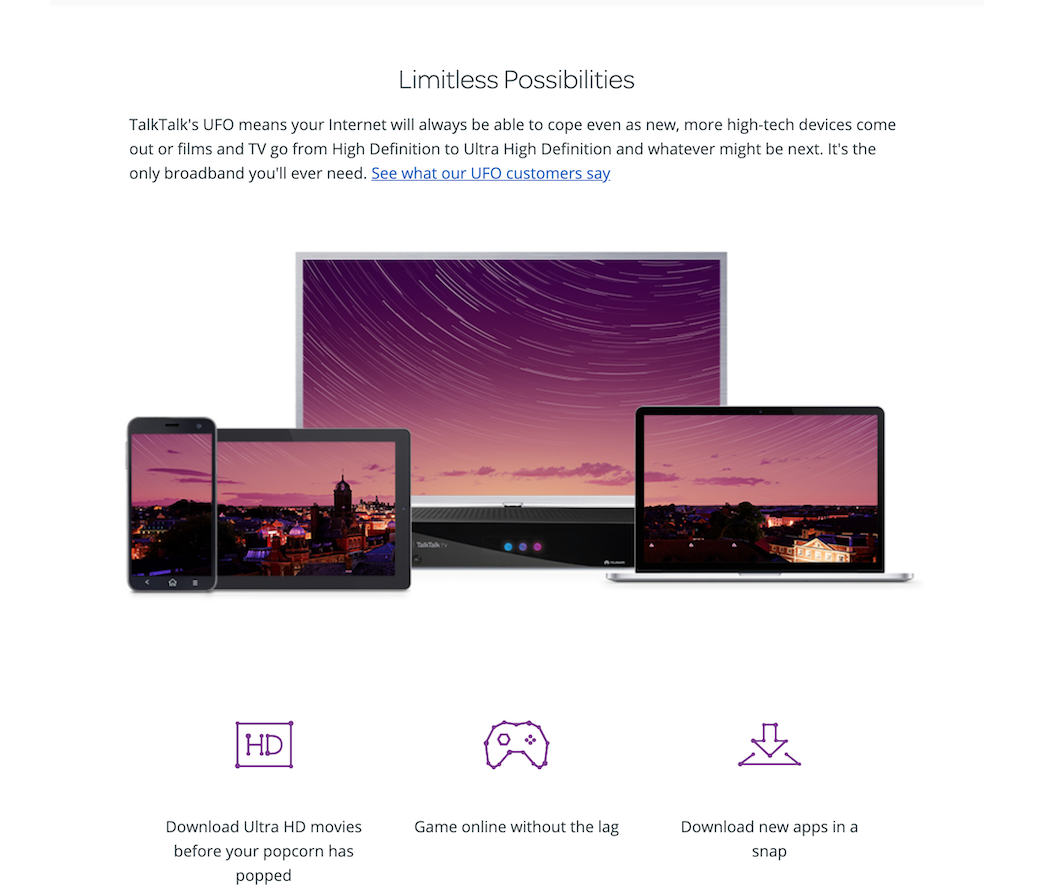 Limitless Possibilities
TalkTalk's UFO means your Internet will always be able to cope even as new, more high-tech devices come
out or films and TV go from High Definition to Ultra High Definition and whatever might be next. It's the
only broadband you'll ever need. See what our UFO customers say
TalkTalk TV
HUAWEI
HD
Download Ultra HD movies
before your popcorn has
popped
Game online without the lag
Download new apps in a
snap